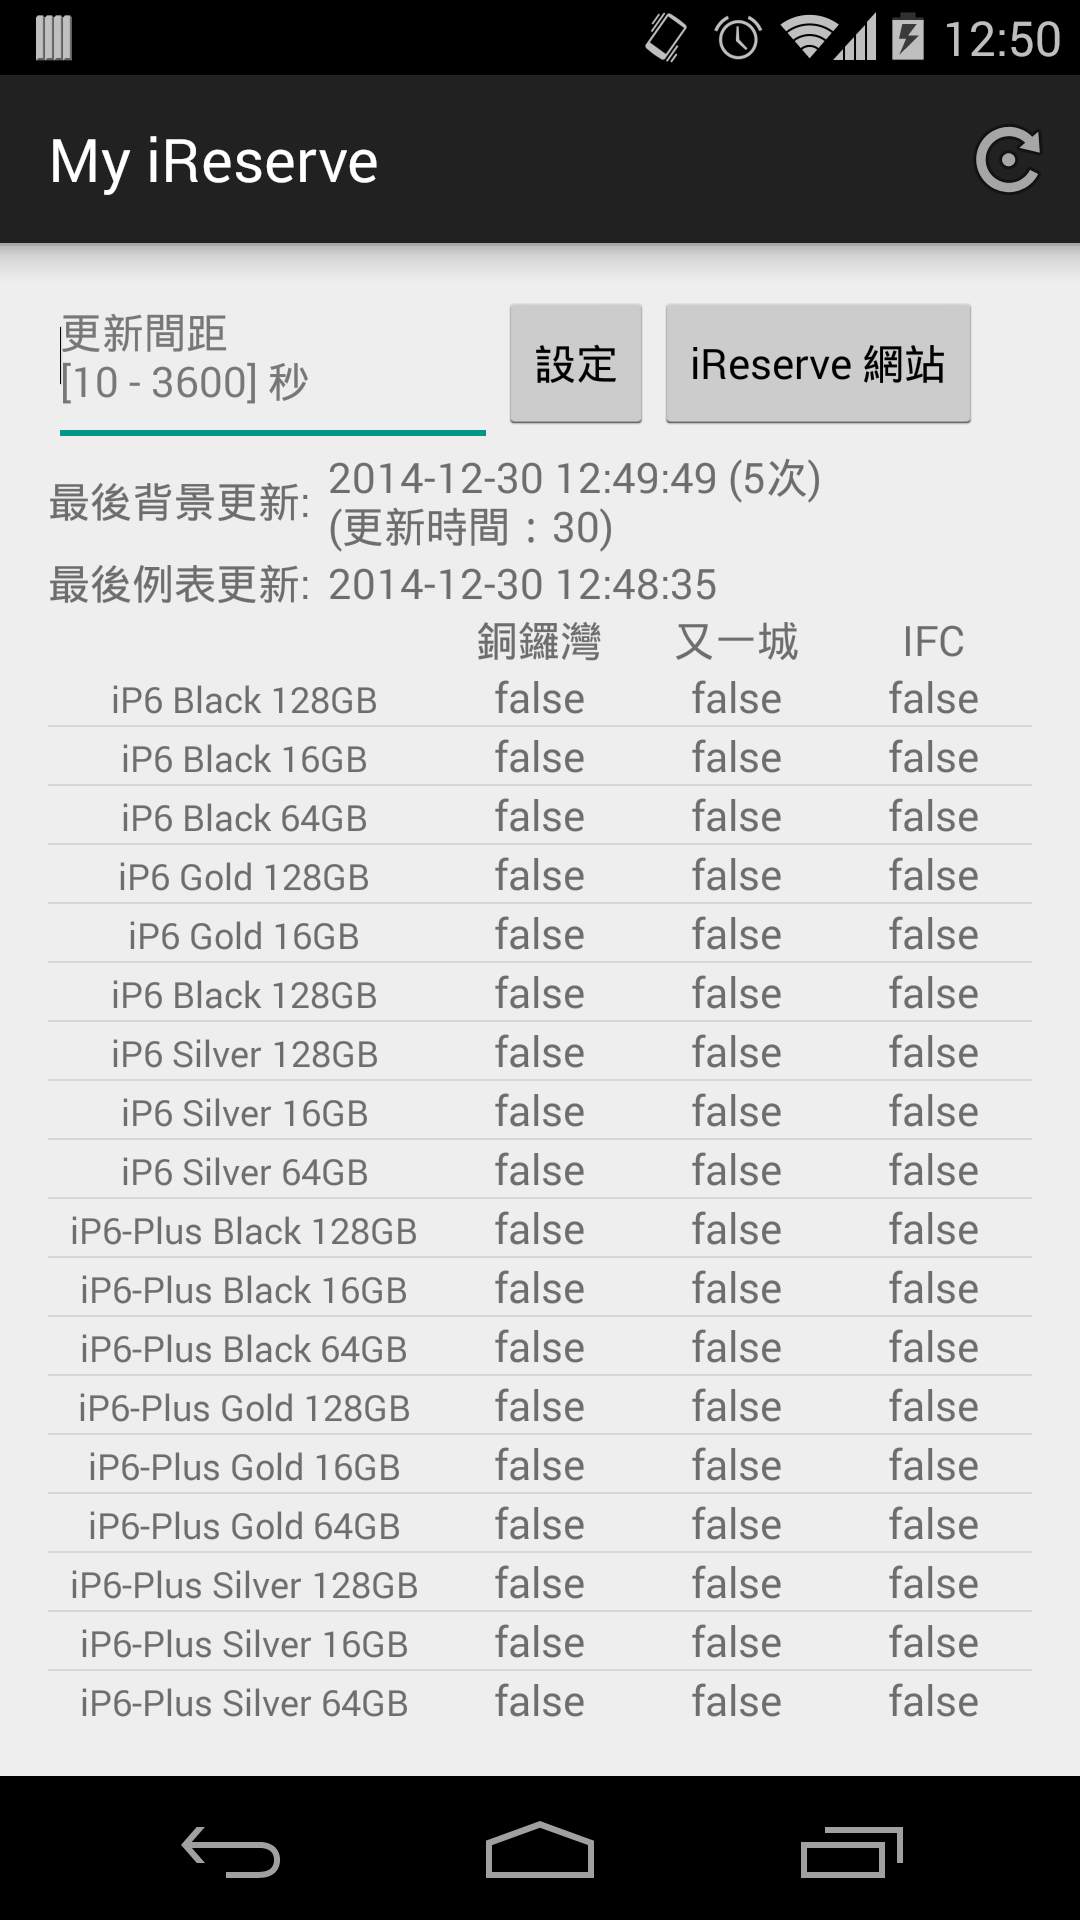 12:50
My iReserve
更新間距
[10 - 3600] 秒
設定
iReserve 網站
最後背景更新: 2014-12-30 12:49:49 (5次)
(更新時間：30)
最後例表更新: 2014-12-30 12:48:35
銅鑼灣 又一城 IFC
iP6 Black 128GB false false false
iP6 Black 16GB false false false
iP6 Black 64GB false false false
iP6 Gold 128GB false false false
iP6 Gold 16GB false false false
iP6 Black 128GB false false false
iP6 Silver 128GB false false false
iP6 Silver 16GB false false false
iP6 Silver 64GB false false false
iP6-Plus Black 128GB false false false
iP6-Plus Black 16GB false false false
iP6-Plus Black 64GB false false false
iP6-Plus Gold 128GB false false false
iP6-Plus Gold 16GB false false false
iP6-Plus Gold 64GB false false false
iP6-Plus Silver 128GB false false false
iP6-Plus Silver 16GB false false false
iP6-Plus Silver 64GB false false false